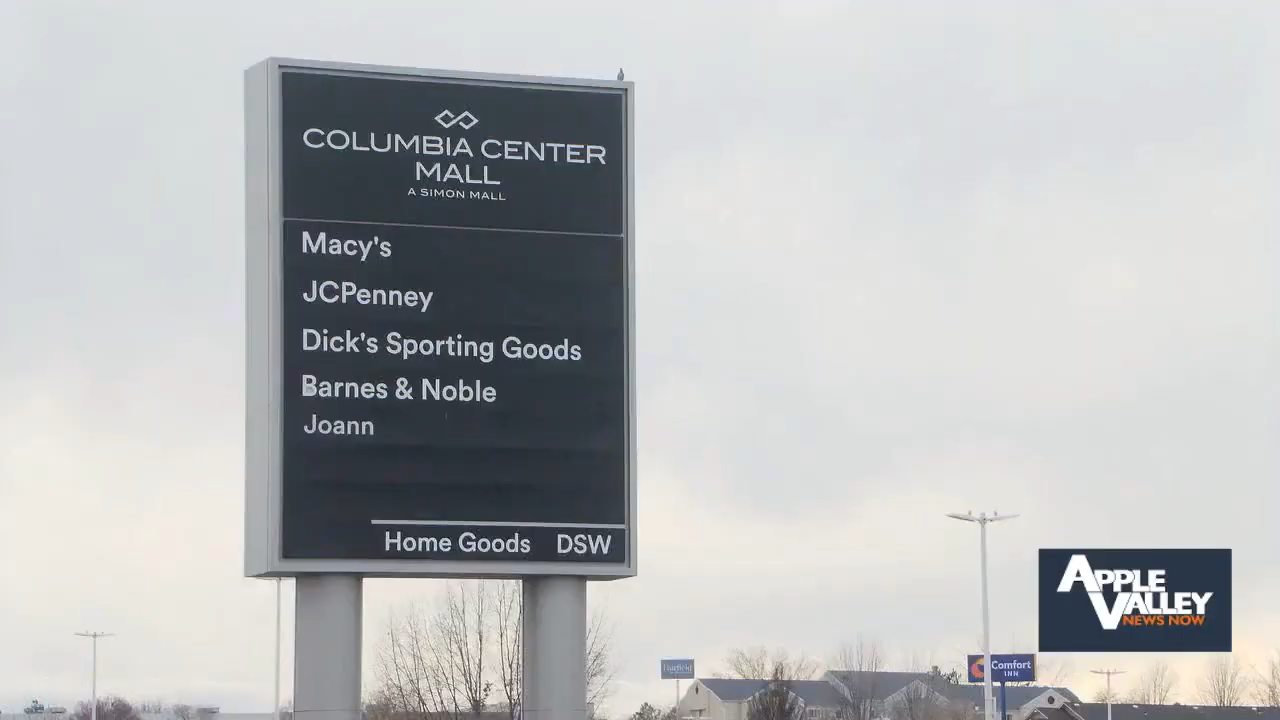 COLUMBIA CENTER
MALL
A SIMON MALL
Macy's
JCPenney
Dick's Sporting Goods
Barnes & Noble
Joann
Home Goods DSW
APPLE
VALLEY
NEWS NOW
Fairfield
Comfort
INN